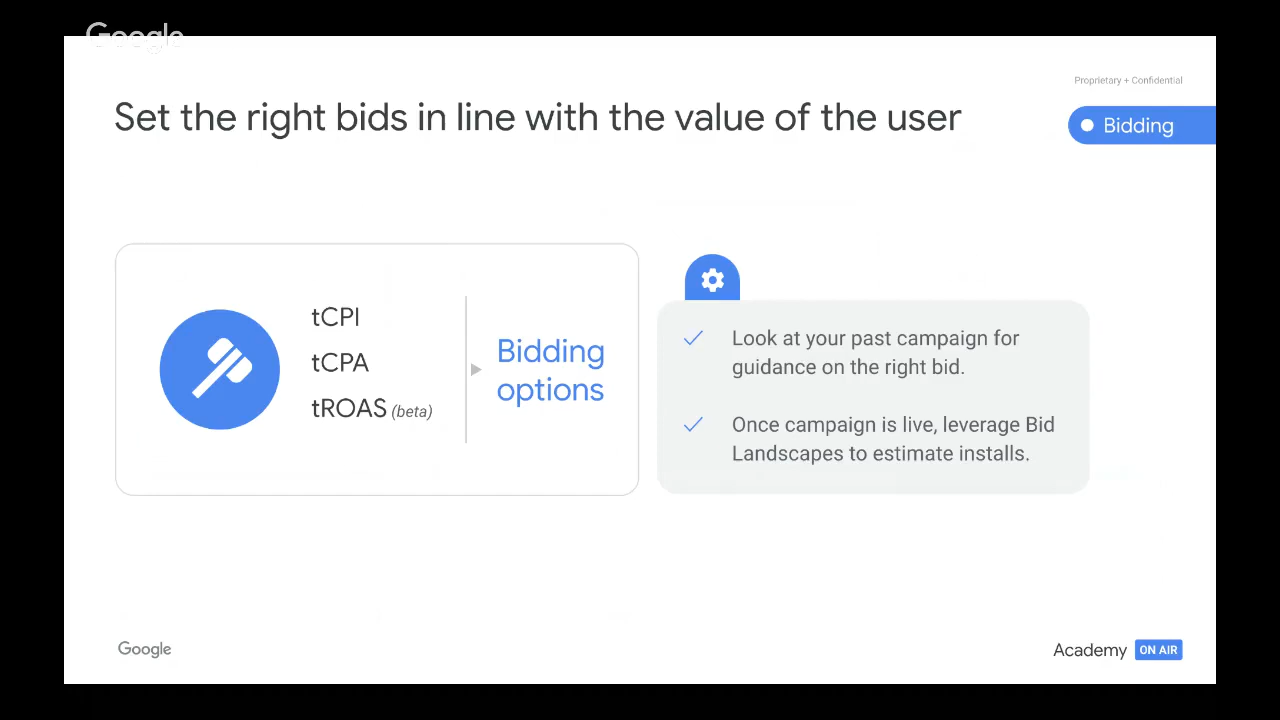 Google
Proprietary + Confidential
Set the right bids in line with the value of the user
Bidding
tCPI
tCPA
tROAS (beta)
Bidding
options
Look at your past campaign for
guidance on the right bid.
Once campaign is live, leverage Bid
Landscapes to estimate installs.
Google
Academy ON AIR